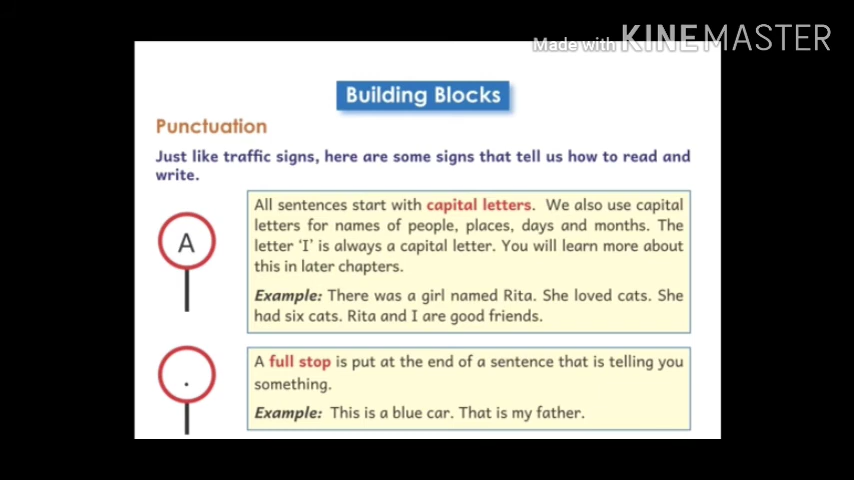 Made with KINEMASTER
Building Blocks
Punctuation
Just like traffic signs, here are some signs that tell us how to read and
write.
All sentences start with capital letters. We also use capital
letters for names of people, places, days and months. The
letter ‘I’ is always a capital letter. You will learn more about
this in later chapters.
A
Example: There was a girl named Rita. She loved cats. She
had six cats. Rita and I are good friends.
A full stop is put at the end of a sentence that is telling you
something.
.
Example: This is a blue car. That is my father.